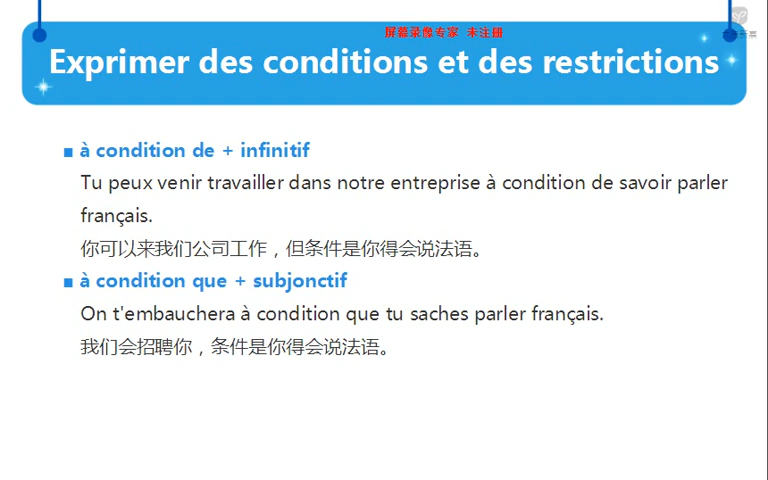 屏幕录像专家 未注册
Exprimer des conditions et des restrictions
■ à condition de + infinitif
Tu peux venir travailler dans notre entreprise à condition de savoir parler
français.
你可以来我们公司工作，但条件是你得会说法语。
■ à condition que + subjonctif
On t'embauchera à condition que tu saches parler français.
我们会招聘你，条件是你得会说法语。